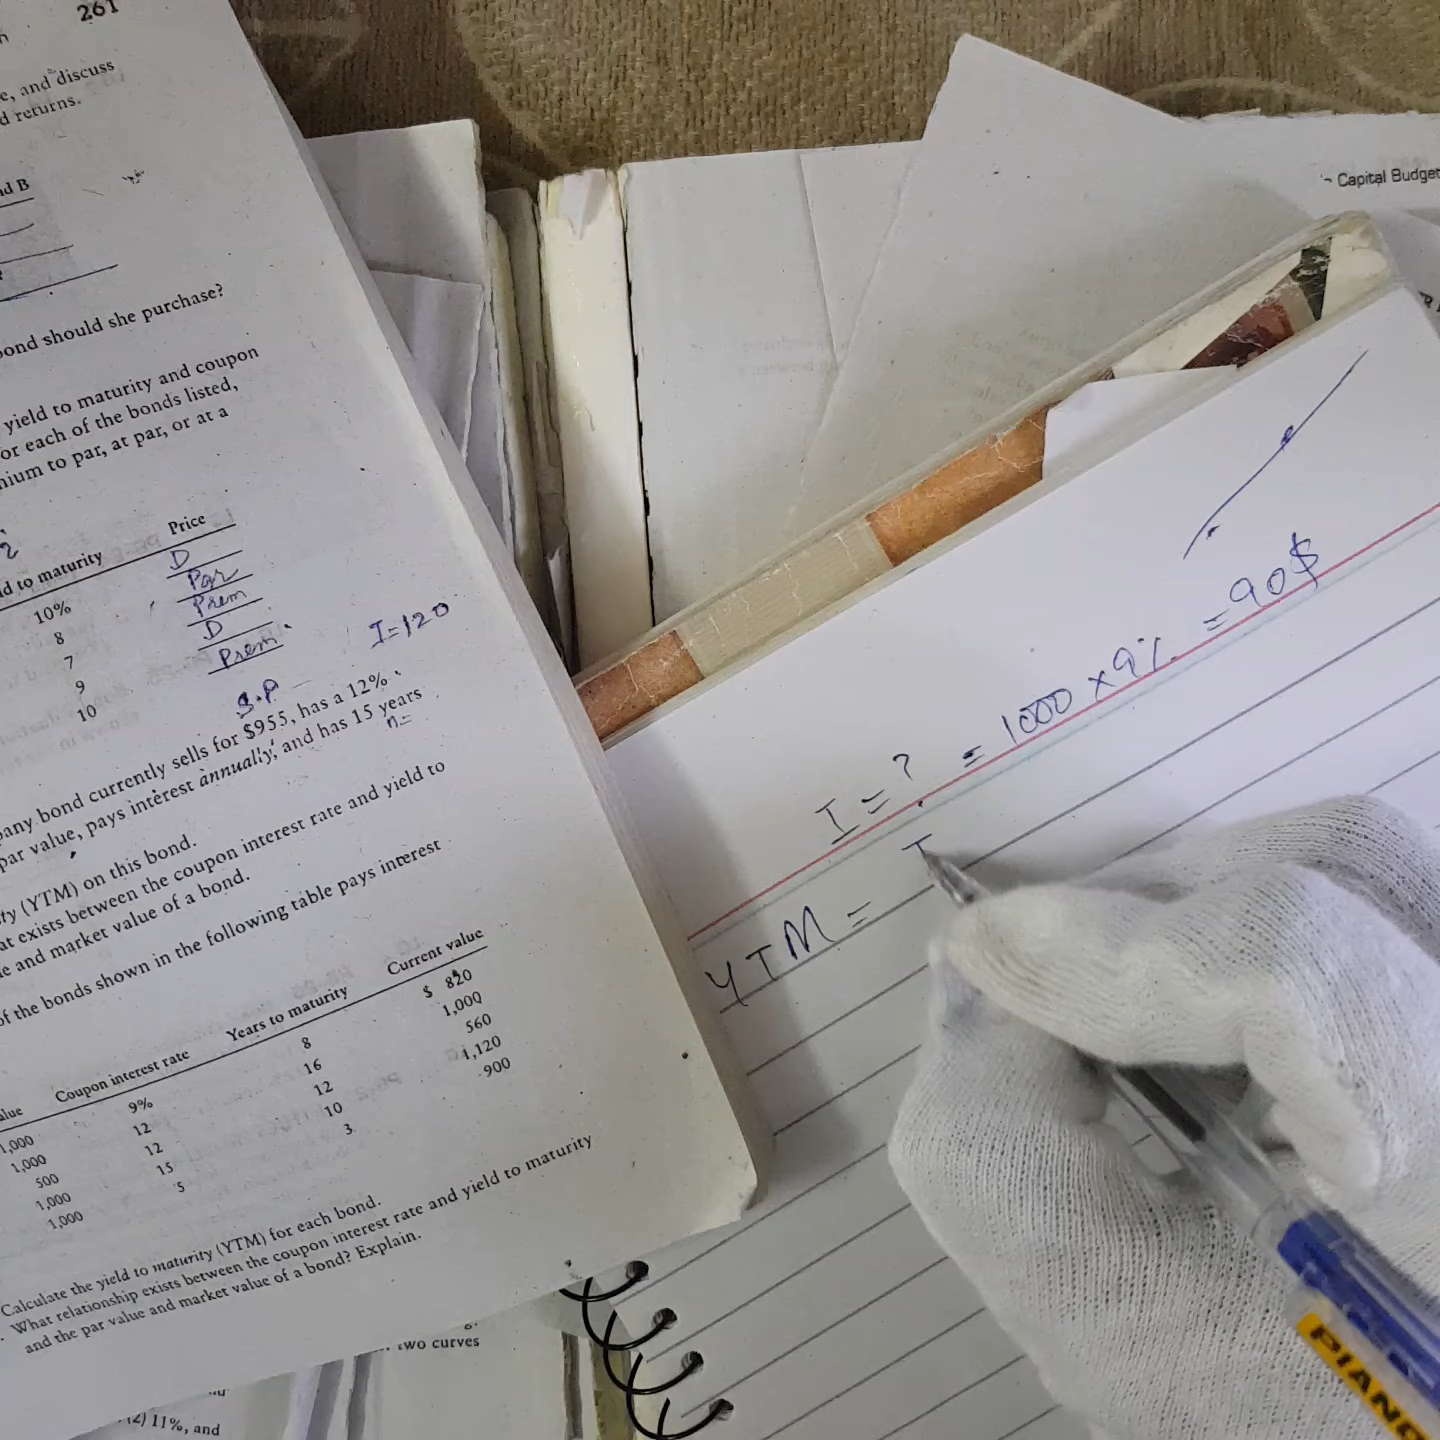 261
e, and discuss
d returns.
nd B
ond should she purchase?
yield to maturity and coupon
or each of the bonds listed,
nium to par, at par, or at a
ld to maturity Price
10% D
8 Par
7 Prem
9 D
10 Prem.
I=120
S.P
pany bond currently sells for $955, has a 12%
par value, pays interest annually, and has 15 years
n=
ty (YTM) on this bond.
at exists between the coupon interest rate and yield to
e and market value of a bond.
of the bonds shown in the following table pays interest
alue Coupon interest rate Years to maturity Current value
1,000 9% 8 $ 820
1,000 12 16 1,000
500 12 12 560
1,000 15 10 1,120
1,000 5 3 900
Calculate the yield to maturity (YTM) for each bond.
What relationship exists between the coupon interest rate and yield to maturity
and the par value and market value of a bond? Explain.
two curves
(2) 11%, and
Capital Budget
I = ? = 1000 × 9% = 90$
YTM = I
PIANO